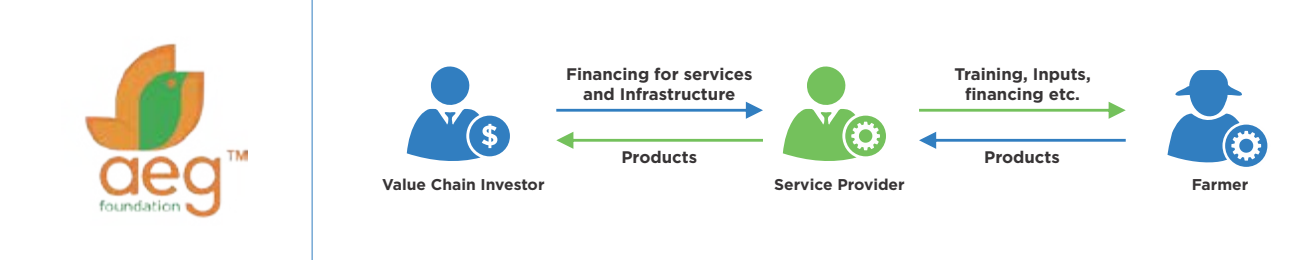 aeg™
foundation
Financing for services
and Infrastructure
Products
Training, Inputs,
financing etc.
Products
$
Value Chain Investor
Service Provider
Farmer